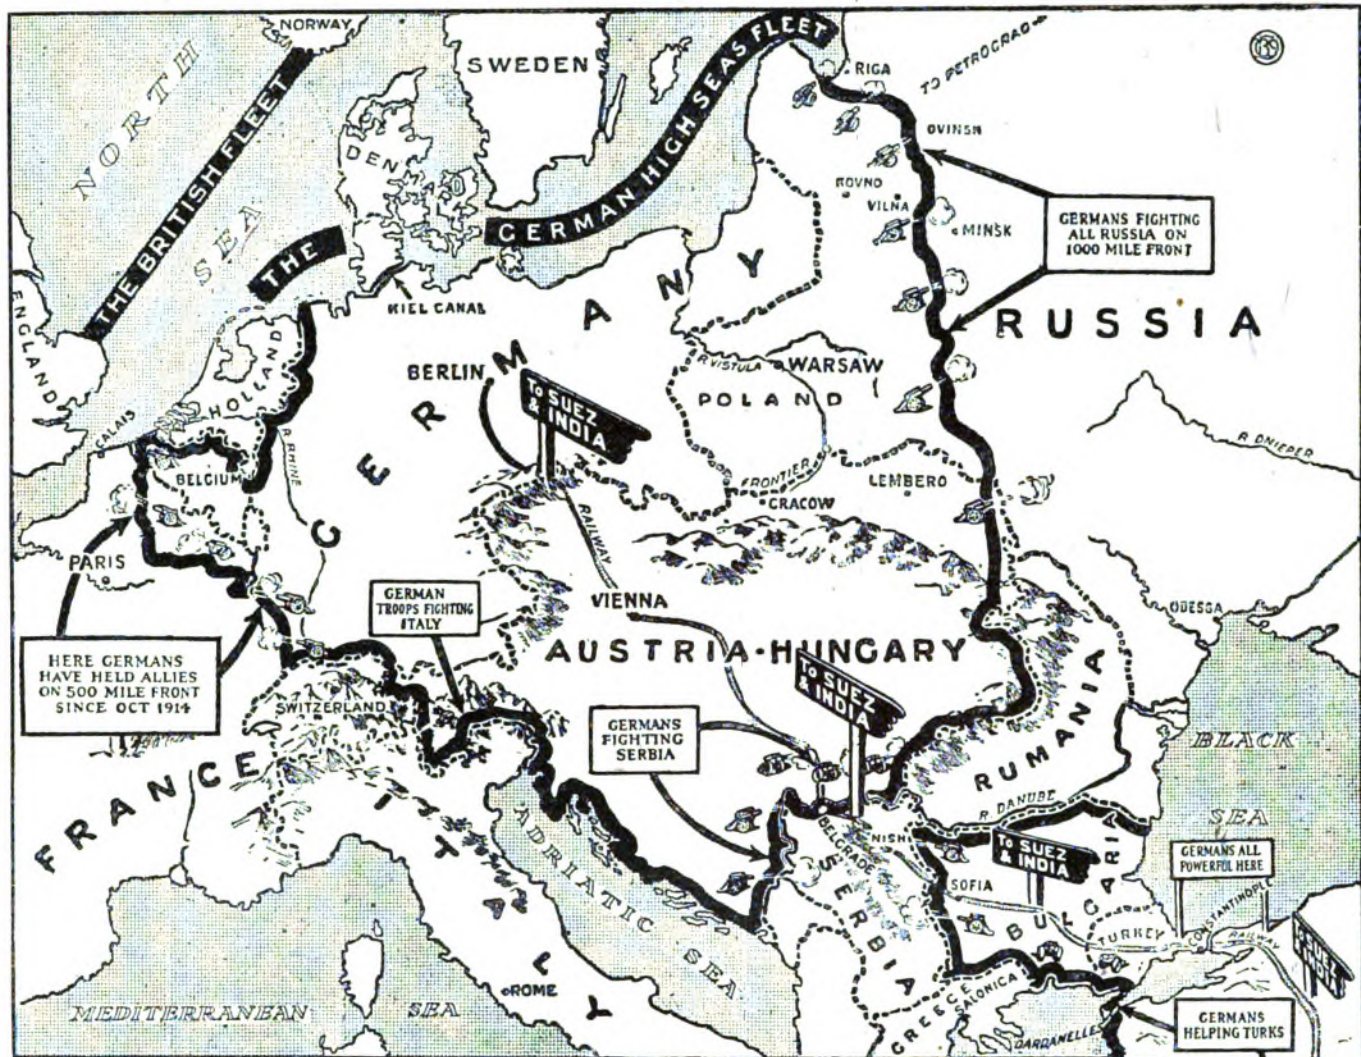 NORWAY
SWEDEN
NORTH
SEA
THE BRITISH FLEET
THE GERMAN HIGH SEAS FLEET
DENMARK
RIGA
TO PETROGRAD
OVINSK
KOVNO
VILNA
MINSK
GERMANS FIGHTING
ALL RUSSIA ON
1000 MILE FRONT
RUSSIA
ENGLAND
KIEL CANAL
HOLLAND
GERMANY
BERLIN
TO SUEZ
& INDIA
R. VISTULA
WARSAW
POLAND
R. DNIEPER
CALAIS
R. RHINE
BELGIUM
FRONTIER
LEMBERG
CRACOW
RAILWAY
PARIS
GERMAN
TROOPS FIGHTING
ITALY
VIENNA
AUSTRIA-HUNGARY
ODESSA
HERE GERMANS
HAVE HELD ALLIES
ON 500 MILE FRONT
SINCE OCT 1914
SWITZERLAND
TO SUEZ
& INDIA
GERMANS
FIGHTING
SERBIA
RUMANIA
BLACK
SEA
FRANCE
ITALY
ADRIATIC SEA
R. DANUBE
BELGRADE
NISH
TO SUEZ
& INDIA
SOFIA
BULGARIA
GERMANS ALL
POWERFUL HERE
CONSTANTINOPLE
RAILWAY
TURKEY
SERBIA
SUEZ
INDIA
ROME
MEDITERRANEAN SEA
GREECE
SALONICA
DARDANELLES
GERMANS
HELPING TURKS